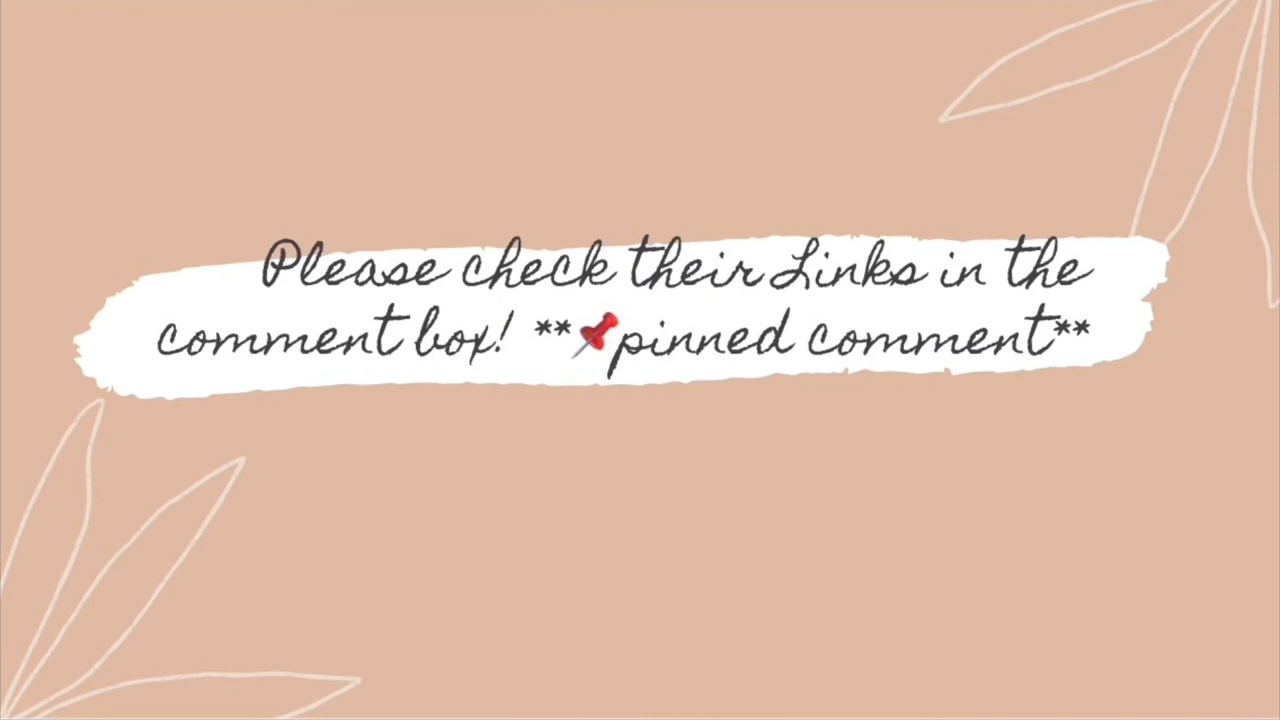 Please check their Links in the
comment box! **📌pinned comment**